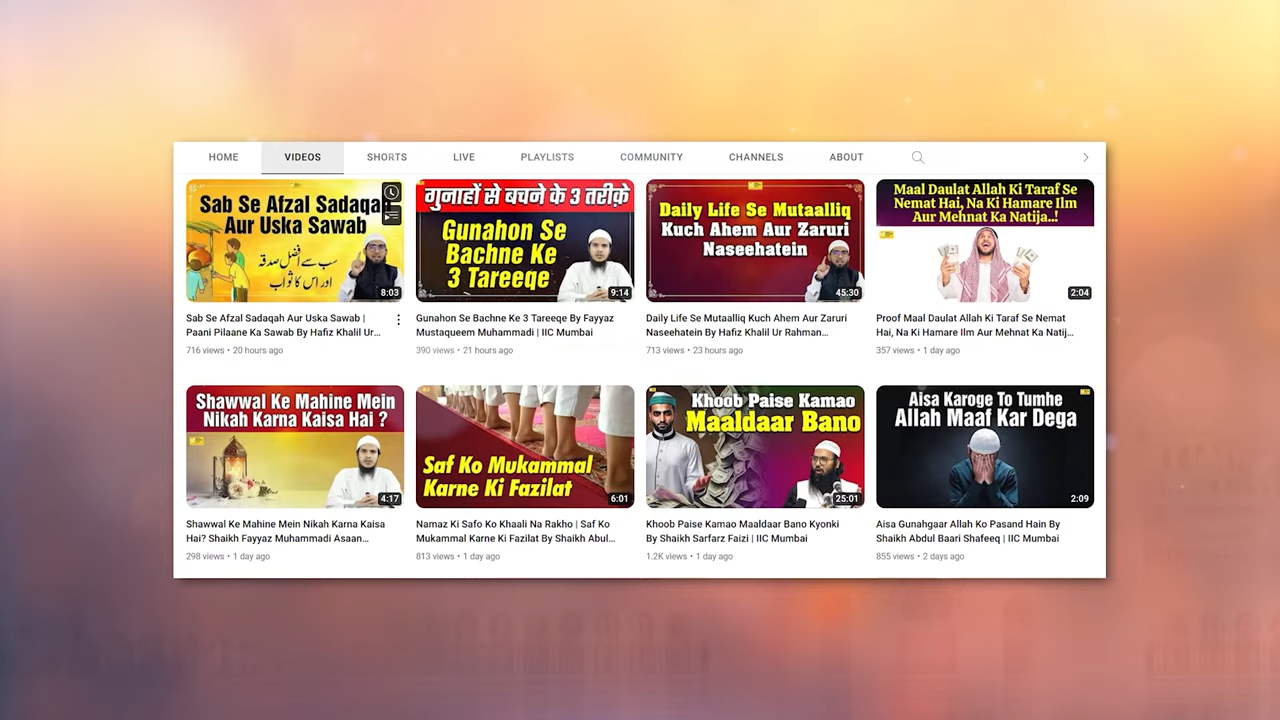 HOME VIDEOS SHORTS LIVE PLAYLISTS COMMUNITY CHANNELS ABOUT
Sab Se Afzal Sadaqah
Aur Uska Sawab
سب سے افضل صدقہ
اور اس کا ثواب
8:03
गुनाहों से बचने के 3 तरीक़े
Gunahon Se
Bachne Ke
3 Tareeqe
9:14
Daily Life Se Mutaalliq
Kuch Ahem Aur Zaruri
Naseehatein
45:30
Maal Daulat Allah Ki Taraf Se
Nemat Hai, Na Ki Hamare Ilm
Aur Mehnat Ka Natija..!
2:04
Sab Se Afzal Sadaqah Aur Uska Sawab |
Paani Pilaane Ka Sawab By Hafiz Khalil Ur...
716 views • 20 hours ago
Gunahon Se Bachne Ke 3 Tareeqe By Fayyaz
Mustaqueem Muhammadi | IIC Mumbai
390 views • 21 hours ago
Daily Life Se Mutaalliq Kuch Ahem Aur Zaruri
Naseehatein By Hafiz Khalil Ur Rahman...
713 views • 23 hours ago
Proof Maal Daulat Allah Ki Taraf Se Nemat
Hai, Na Ki Hamare Ilm Aur Mehnat Ka Natij...
357 views • 1 day ago
Shawwal Ke Mahine Mein
Nikah Karna Kaisa Hai ?
4:17
Saf Ko Mukammal
Karne Ki Fazilat
6:01
Khoob Paise Kamao
Maaldaar Bano
25:01
Aisa Karoge To Tumhe
Allah Maaf Kar Dega
2:09
Shawwal Ke Mahine Mein Nikah Karna Kaisa
Hai? Shaikh Fayyaz Muhammadi Asaan...
298 views • 1 day ago
Namaz Ki Safo Ko Khaali Na Rakho | Saf Ko
Mukammal Karne Ki Fazilat By Shaikh Abul...
813 views • 1 day ago
Khoob Paise Kamao Maaldaar Bano Kyonki
By Shaikh Sarfarz Faizi | IIC Mumbai
1.2K views • 1 day ago
Aisa Gunahgaar Allah Ko Pasand Hain By
Shaikh Abdul Baari Shafeeq | IIC Mumbai
855 views • 2 days ago